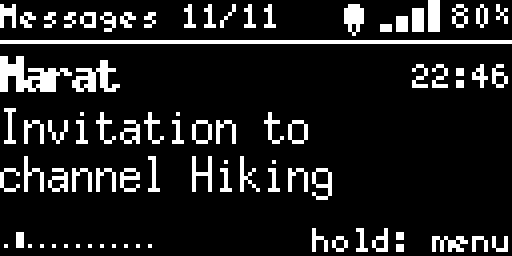 Messages 11/11 80%
Marat 22:46
Invitation to
channel Hiking
hold: menu